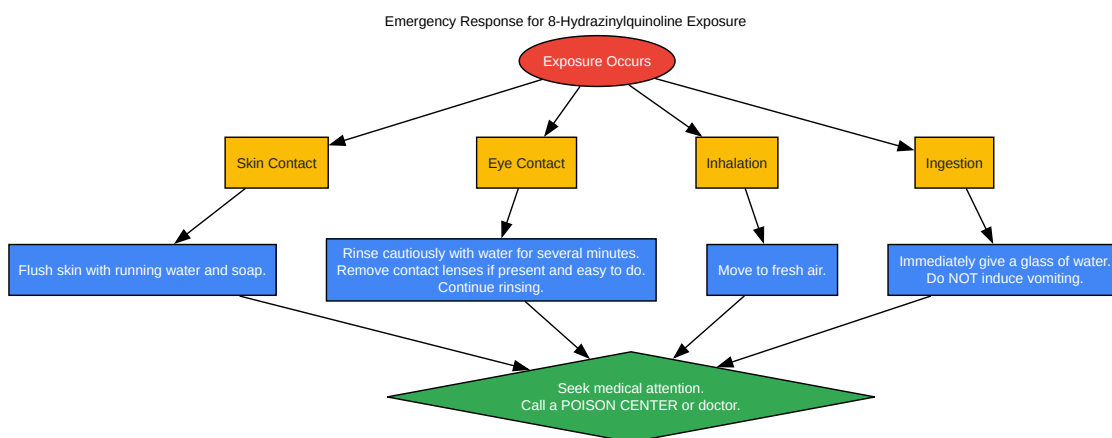 Emergency Response for 8-Hydrazinylquinoline Exposure
Exposure Occurs
Skin Contact
Eye Contact
Inhalation
Ingestion
Flush skin with running water and soap.
Rinse cautiously with water for several minutes.
Remove contact lenses if present and easy to do.
Continue rinsing.
Move to fresh air.
Immediately give a glass of water.
Do NOT induce vomiting.
Seek medical attention.
Call a POISON CENTER or doctor.